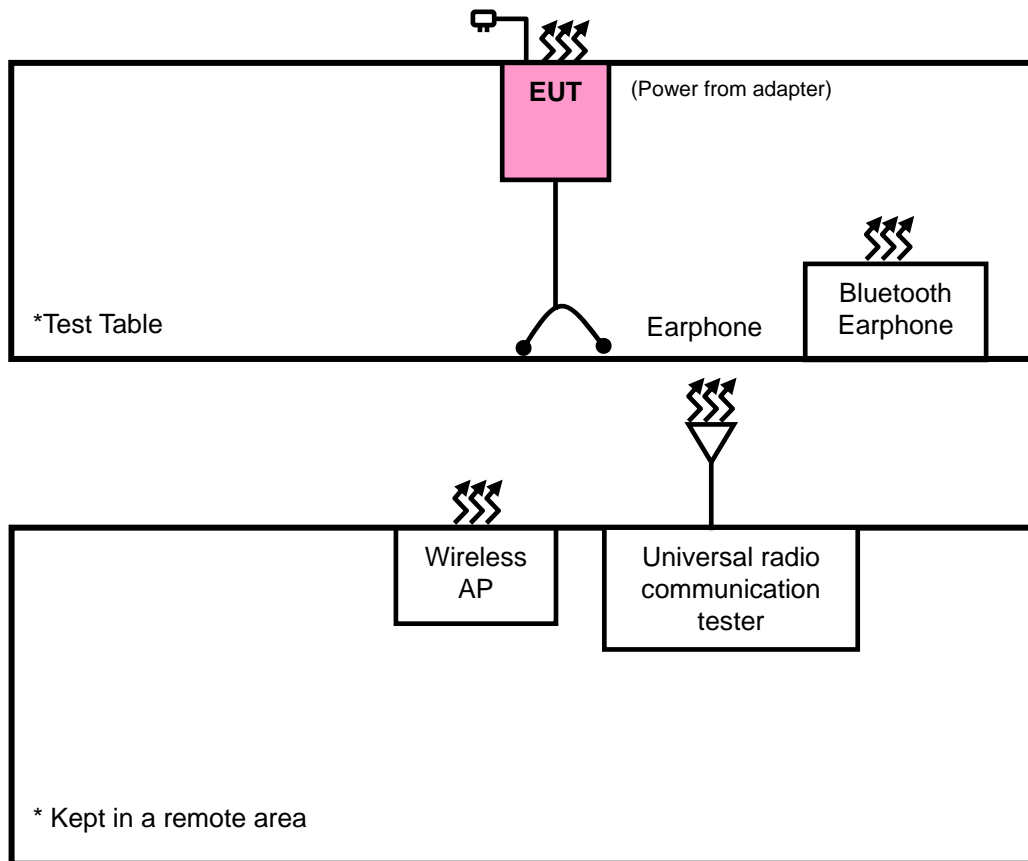 EUT
(Power from adapter)
Bluetooth
Earphone
*Test Table
Earphone
Wireless
AP
Universal radio
communication
tester
* Kept in a remote area